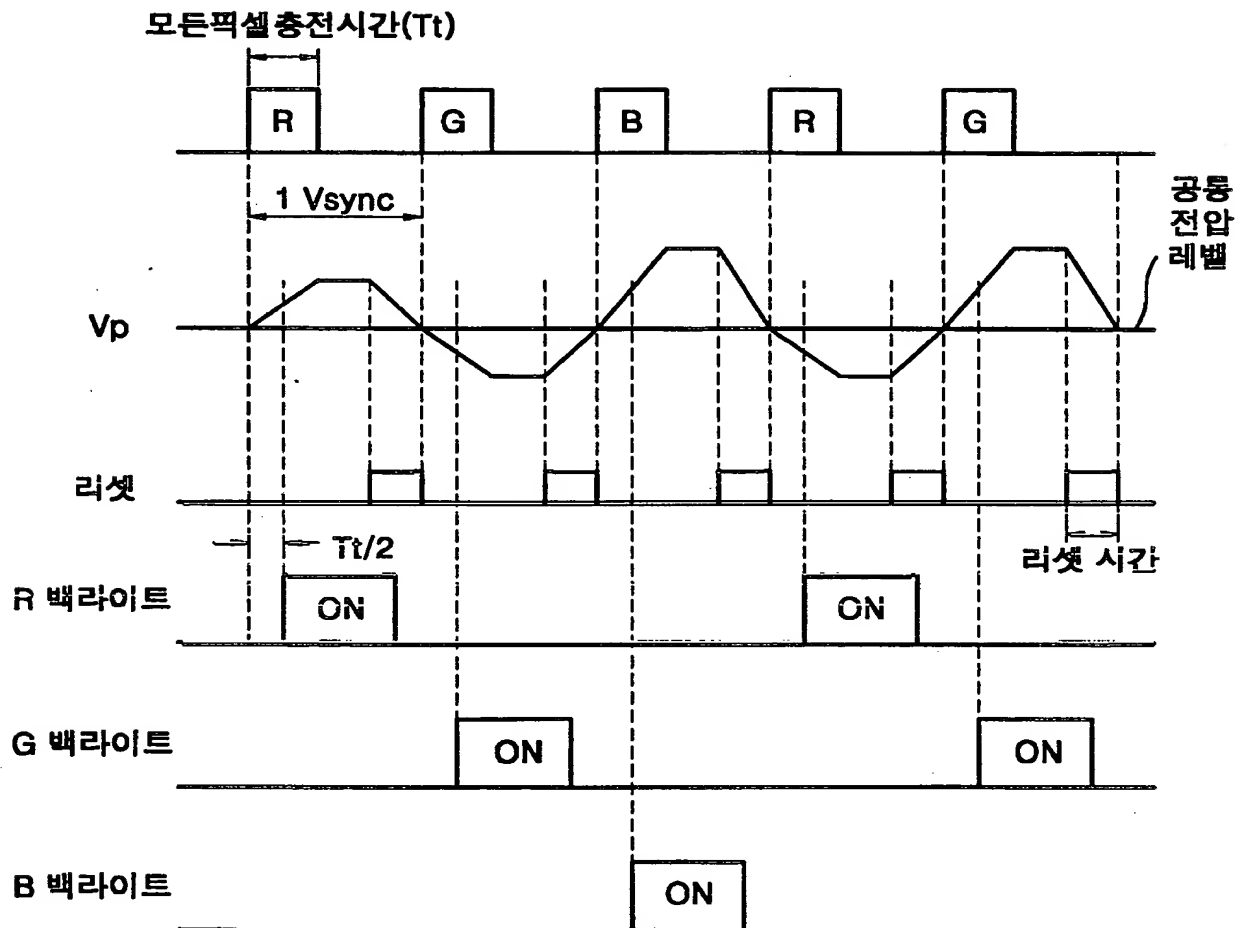 모든픽셀충전시간(Tt)
R G B R G
1 Vsync
공통
전압
레벨
Vp
리셋
Tt/2
리셋 시간
R 백라이트 ON ON
G 백라이트 ON ON
B 백라이트 ON